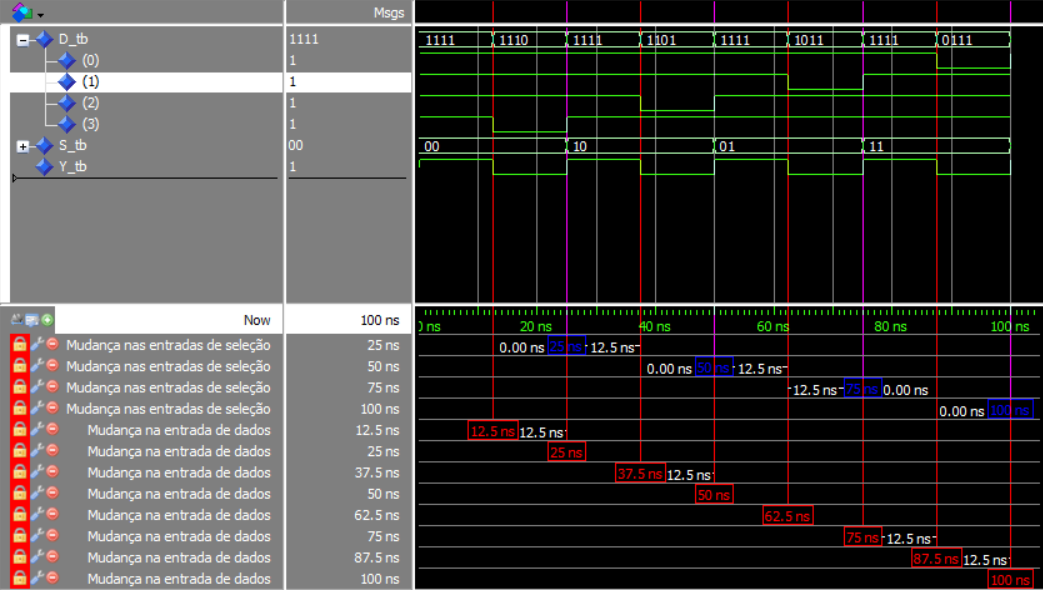 Msgs
D_tb 1111 1111 1110 1111 1101 1111 1011 1111 0111
(0) 1
(1) 1
(2) 1
(3) 1
S_tb 00 00 10 01 11
Y_tb 1
Now 100 ns 0 ns 20 ns 40 ns 60 ns 80 ns 100 ns
Mudança nas entradas de seleção 25 ns 0.00 ns 25 ns 12.5 ns
Mudança nas entradas de seleção 50 ns 0.00 ns 50 ns 12.5 ns
Mudança nas entradas de seleção 75 ns 12.5 ns 75 ns 0.00 ns
Mudança nas entradas de seleção 100 ns 0.00 ns 100 ns
Mudança na entrada de dados 12.5 ns 12.5 ns 12.5 ns
Mudança na entrada de dados 25 ns 25 ns
Mudança na entrada de dados 37.5 ns 37.5 ns 12.5 ns
Mudança na entrada de dados 50 ns 50 ns
Mudança na entrada de dados 62.5 ns 62.5 ns
Mudança na entrada de dados 75 ns 75 ns 12.5 ns
Mudança na entrada de dados 87.5 ns 87.5 ns 12.5 ns
Mudança na entrada de dados 100 ns 100 ns